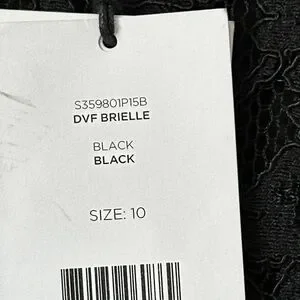 S359801P15B
DVF BRIELLE
BLACK
BLACK
SIZE: 10